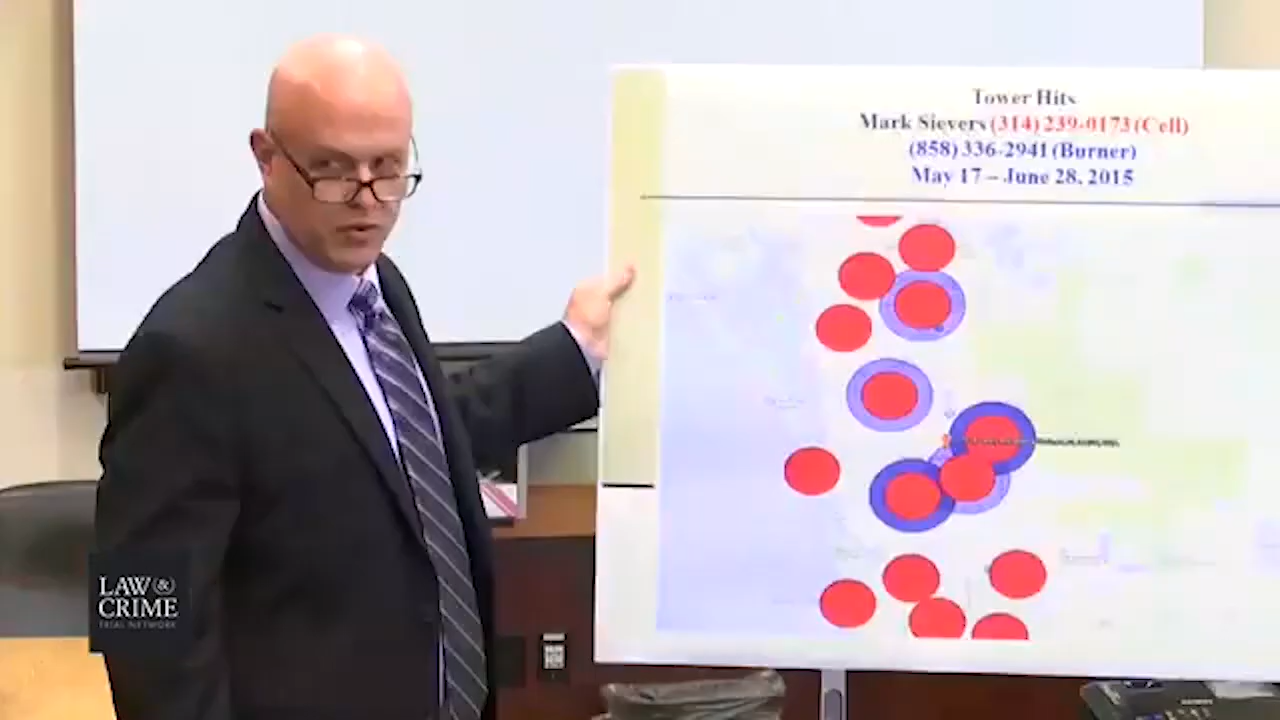 Tower Hits
Mark Sievers (314) 239-0173 (Cell)
(858) 336-2941 (Burner)
May 17 – June 28, 2015
LAW &
CRIME
TRIAL NETWORK